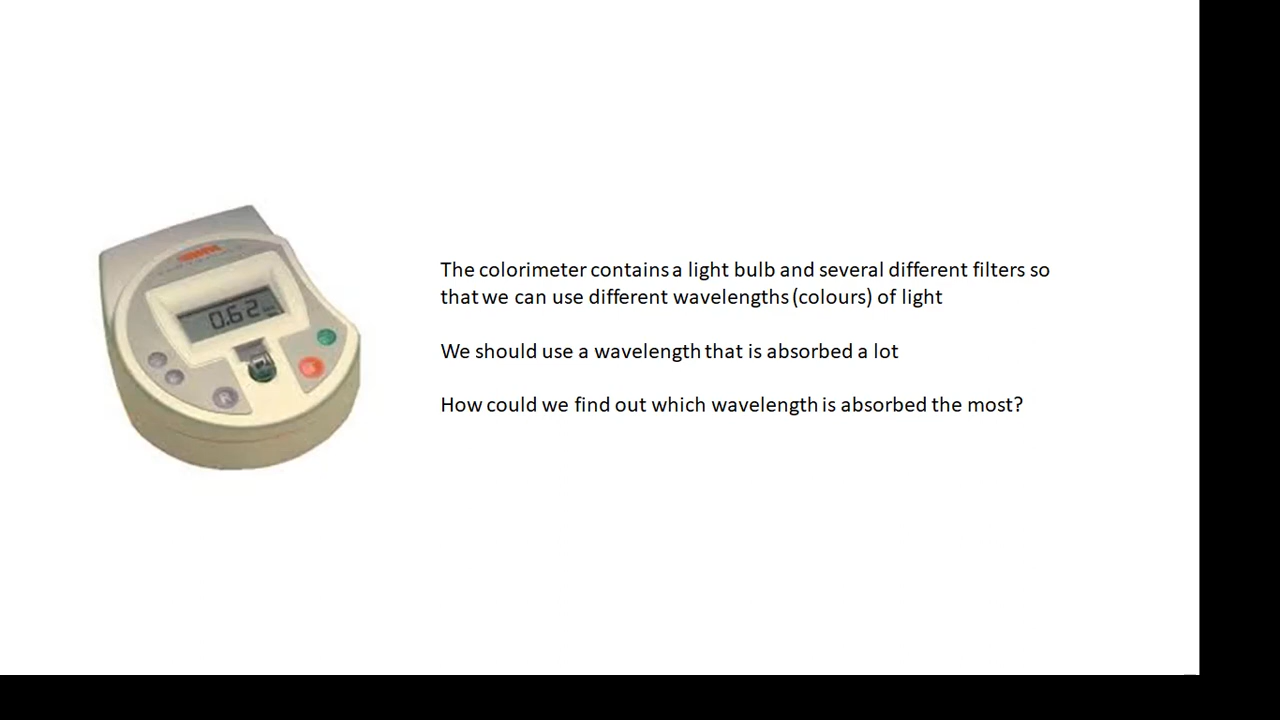 0.62
R
The colorimeter contains a light bulb and several different filters so
that we can use different wavelengths (colours) of light
We should use a wavelength that is absorbed a lot
How could we find out which wavelength is absorbed the most?